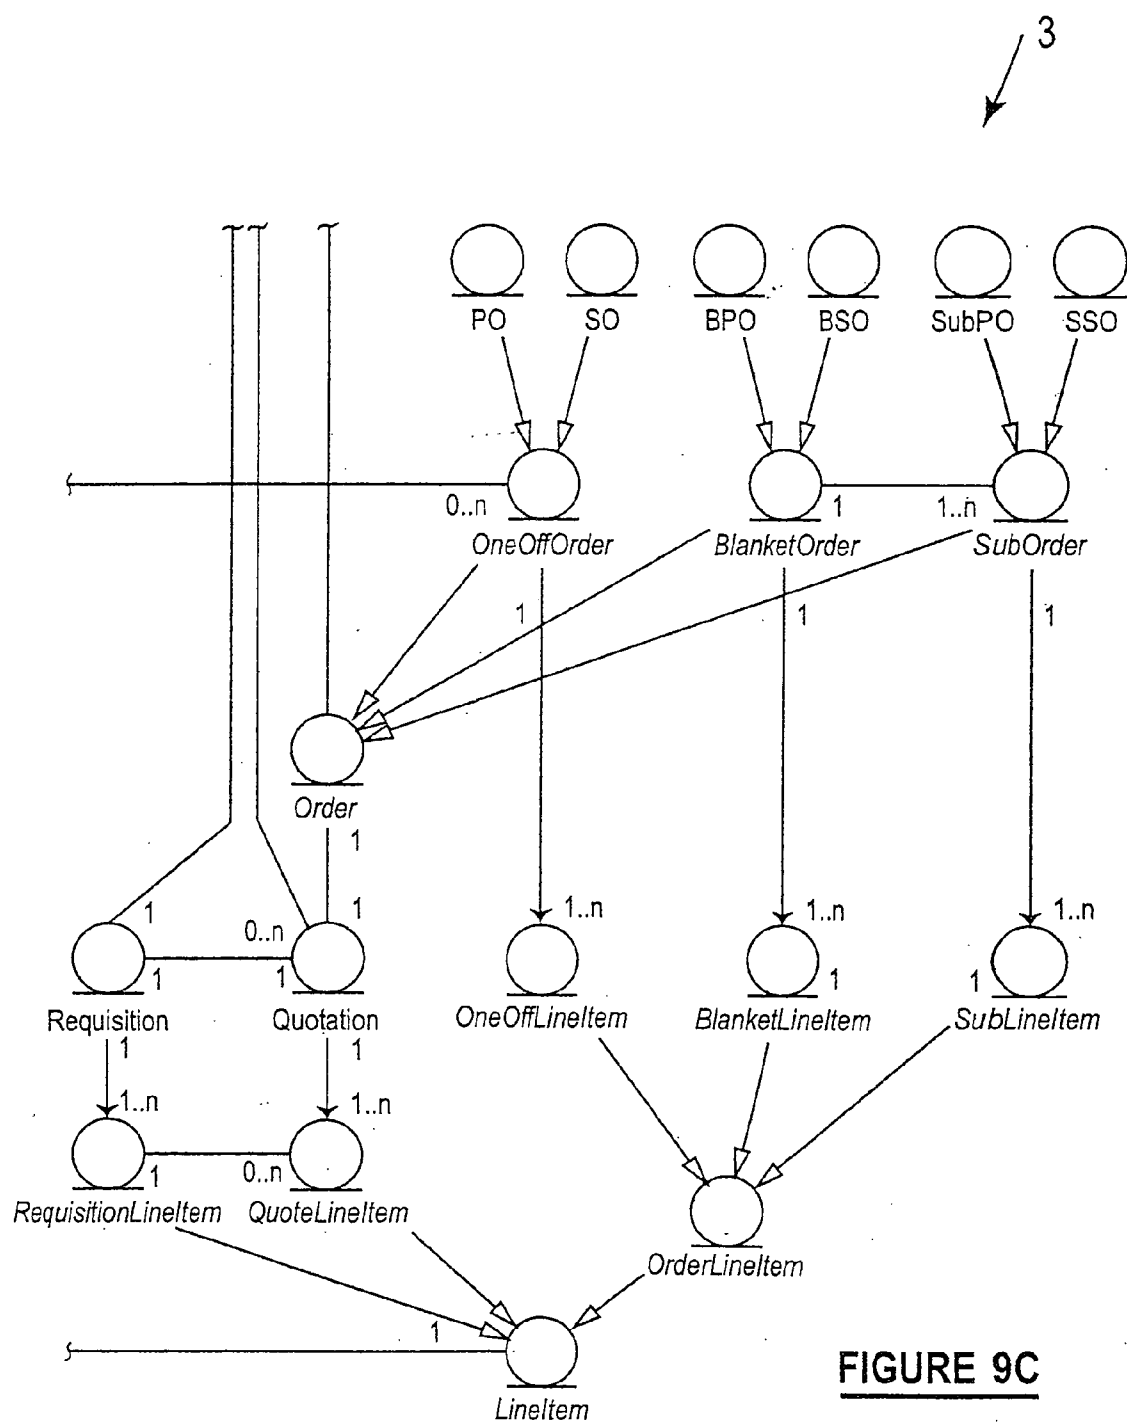 3
PO SO BPO BSO SubPO SSO
0..n 1 1..n
OneOffOrder BlanketOrder SubOrder
1 1 1
Order
1
1 1 1..n 1..n 1..n
0..n
1 1 1 1
Requisition Quotation OneOffLineItem BlanketLineItem SubLineItem
1 1
1..n 1..n
1 0..n
RequisitionLineItem QuoteLineItem
OrderLineItem
1
LineItem
FIGURE 9C